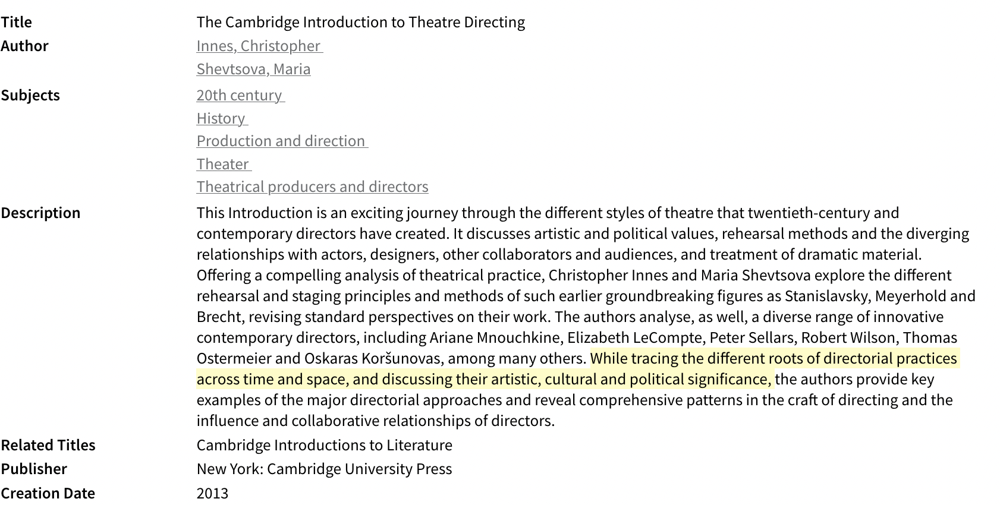 Title The Cambridge Introduction to Theatre Directing
Author Innes, Christopher
Shevtsova, Maria
Subjects 20th century
History
Production and direction
Theater
Theatrical producers and directors
Description This Introduction is an exciting journey through the different styles of theatre that twentieth-century and
contemporary directors have created. It discusses artistic and political values, rehearsal methods and the diverging
relationships with actors, designers, other collaborators and audiences, and treatment of dramatic material.
Offering a compelling analysis of theatrical practice, Christopher Innes and Maria Shevtsova explore the different
rehearsal and staging principles and methods of such earlier groundbreaking figures as Stanislavsky, Meyerhold and
Brecht, revising standard perspectives on their work. The authors analyse, as well, a diverse range of innovative
contemporary directors, including Ariane Mnouchkine, Elizabeth LeCompte, Peter Sellars, Robert Wilson, Thomas
Ostermeier and Oskaras Koršunovas, among many others. While tracing the different roots of directorial practices
across time and space, and discussing their artistic, cultural and political significance, the authors provide key
examples of the major directorial approaches and reveal comprehensive patterns in the craft of directing and the
influence and collaborative relationships of directors.
Related Titles Cambridge Introductions to Literature
Publisher New York: Cambridge University Press
Creation Date 2013